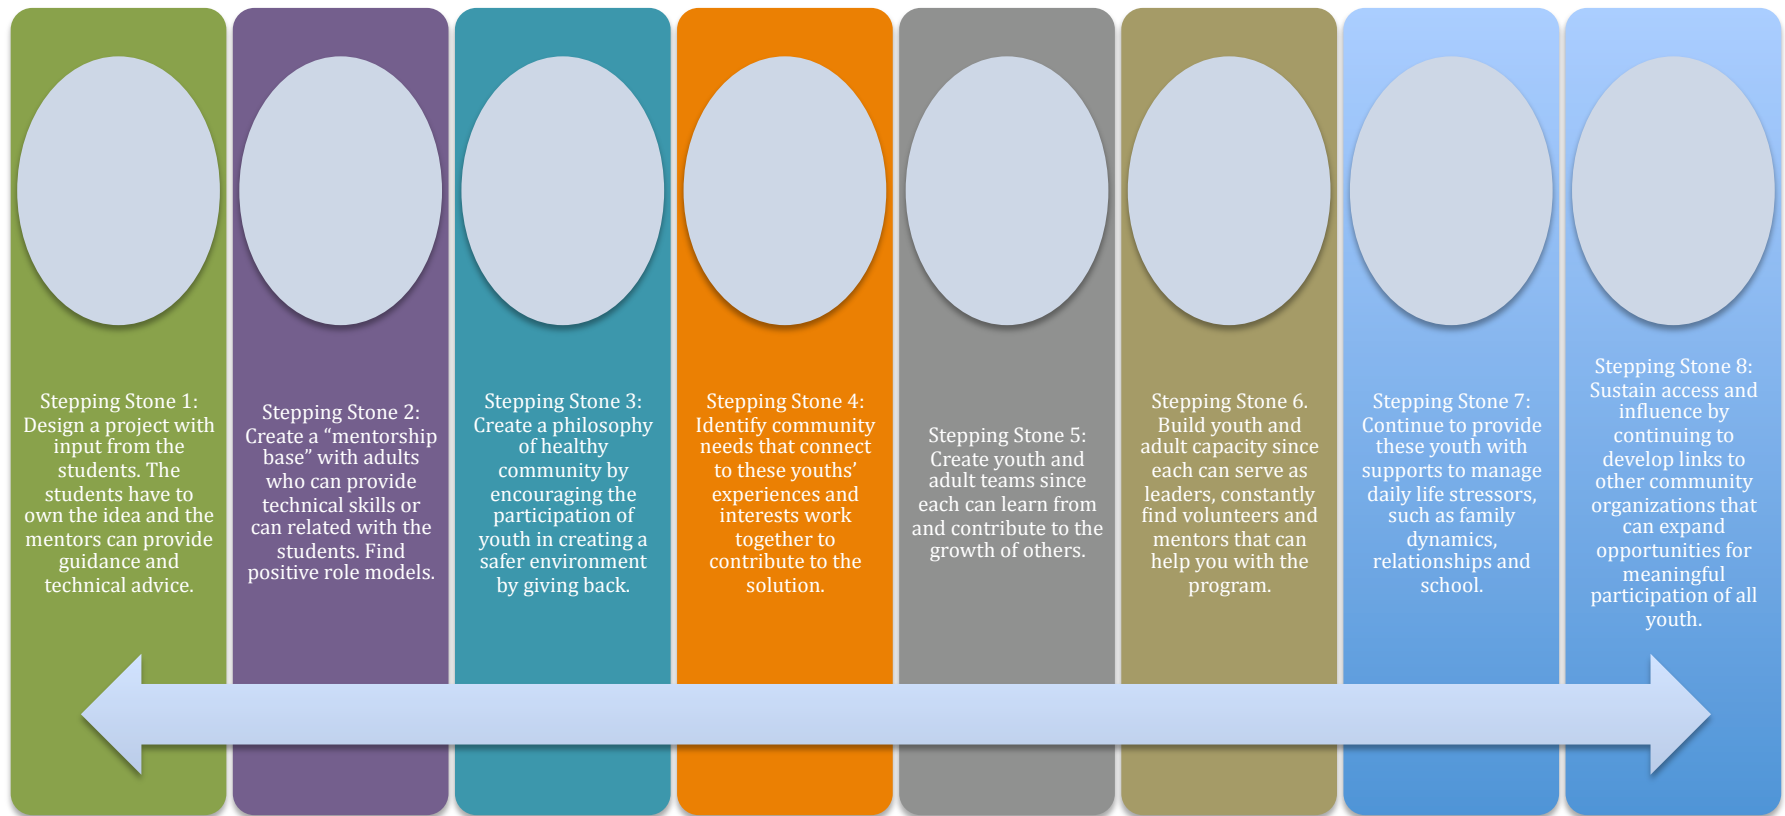 Stepping Stone 1:
Design a project with
input from the
students. The
students have to
own the idea and the
mentors can provide
guidance and
technical advice.
Stepping Stone 2:
Create a “mentorship
base” with adults
who can provide
technical skills or
can related with the
students. Find
positive role models.
Stepping Stone 3:
Create a philosophy
of healthy
community by
encouraging the
participation of
youth in creating a
safer environment
by giving back.
Stepping Stone 4:
Identify community
needs that connect
to these youths’
experiences and
interests work
together to
contribute to the
solution.
Stepping Stone 5:
Create youth and
adult teams since
each can learn from
and contribute to the
growth of others.
Stepping Stone 6.
Build youth and
adult capacity since
each can serve as
leaders, constantly
find volunteers and
mentors that can
help you with the
program.
Stepping Stone 7:
Continue to provide
these youth with
supports to manage
daily life stressors,
such as family
dynamics,
relationships and
school.
Stepping Stone 8:
Sustain access and
influence by
continuing to
develop links to
other community
organizations that
can expand
opportunities for
meaningful
participation of all
youth.